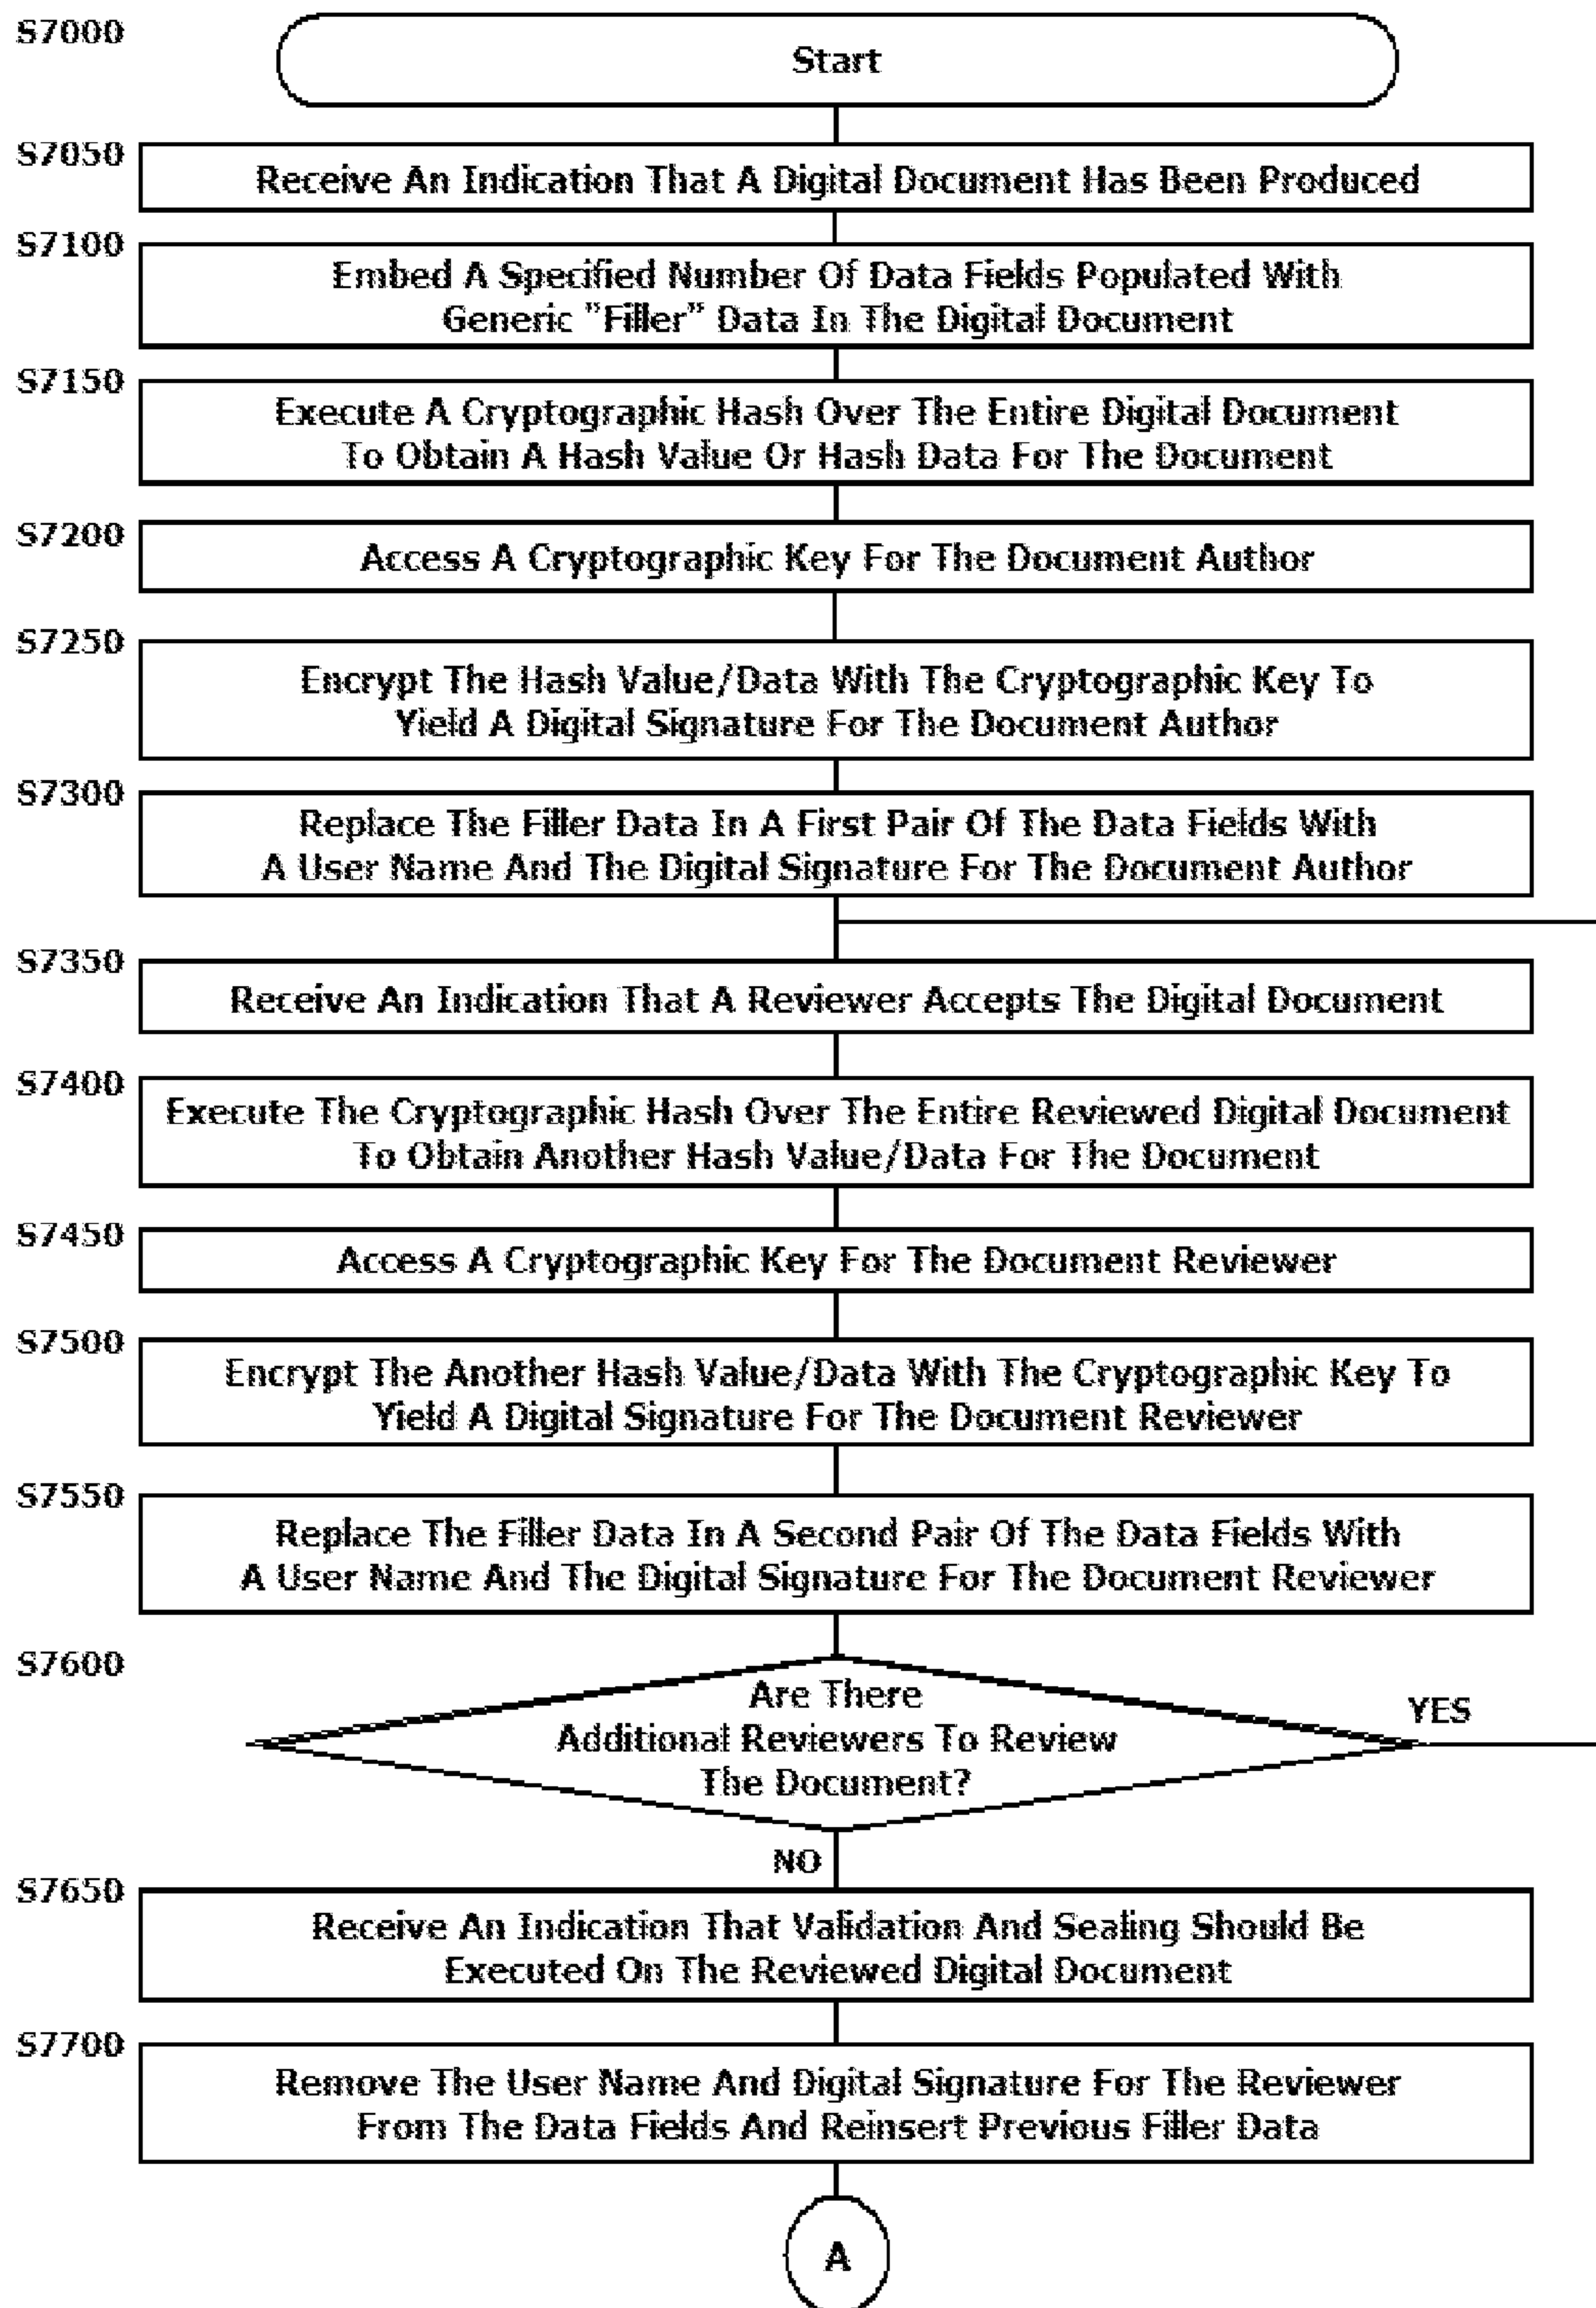 S7000
Start
S7050
Receive An Indication That A Digital Document Has Been Produced
S7100
Embed A Specified Number Of Data Fields Populated With
Generic "Filler" Data In The Digital Document
S7150
Execute A Cryptographic Hash Over The Entire Digital Document
To Obtain A Hash Value Or Hash Data For The Document
S7200
Access A Cryptographic Key For The Document Author
S7250
Encrypt The Hash Value/Data With The Cryptographic Key To
Yield A Digital Signature For The Document Author
S7300
Replace The Filler Data In A First Pair Of The Data Fields With
A User Name And The Digital Signature For The Document Author
S7350
Receive An Indication That A Reviewer Accepts The Digital Document
S7400
Execute The Cryptographic Hash Over The Entire Reviewed Digital Document
To Obtain Another Hash Value/Data For The Document
S7450
Access A Cryptographic Key For The Document Reviewer
S7500
Encrypt The Another Hash Value/Data With The Cryptographic Key To
Yield A Digital Signature For The Document Reviewer
S7550
Replace The Filler Data In A Second Pair Of The Data Fields With
A User Name And The Digital Signature For The Document Reviewer
S7600
Are There
Additional Reviewers To Review
The Document?
YES
NO
S7650
Receive An Indication That Validation And Sealing Should Be
Executed On The Reviewed Digital Document
S7700
Remove The User Name And Digital Signature For The Reviewer
From The Data Fields And Reinsert Previous Filler Data
A